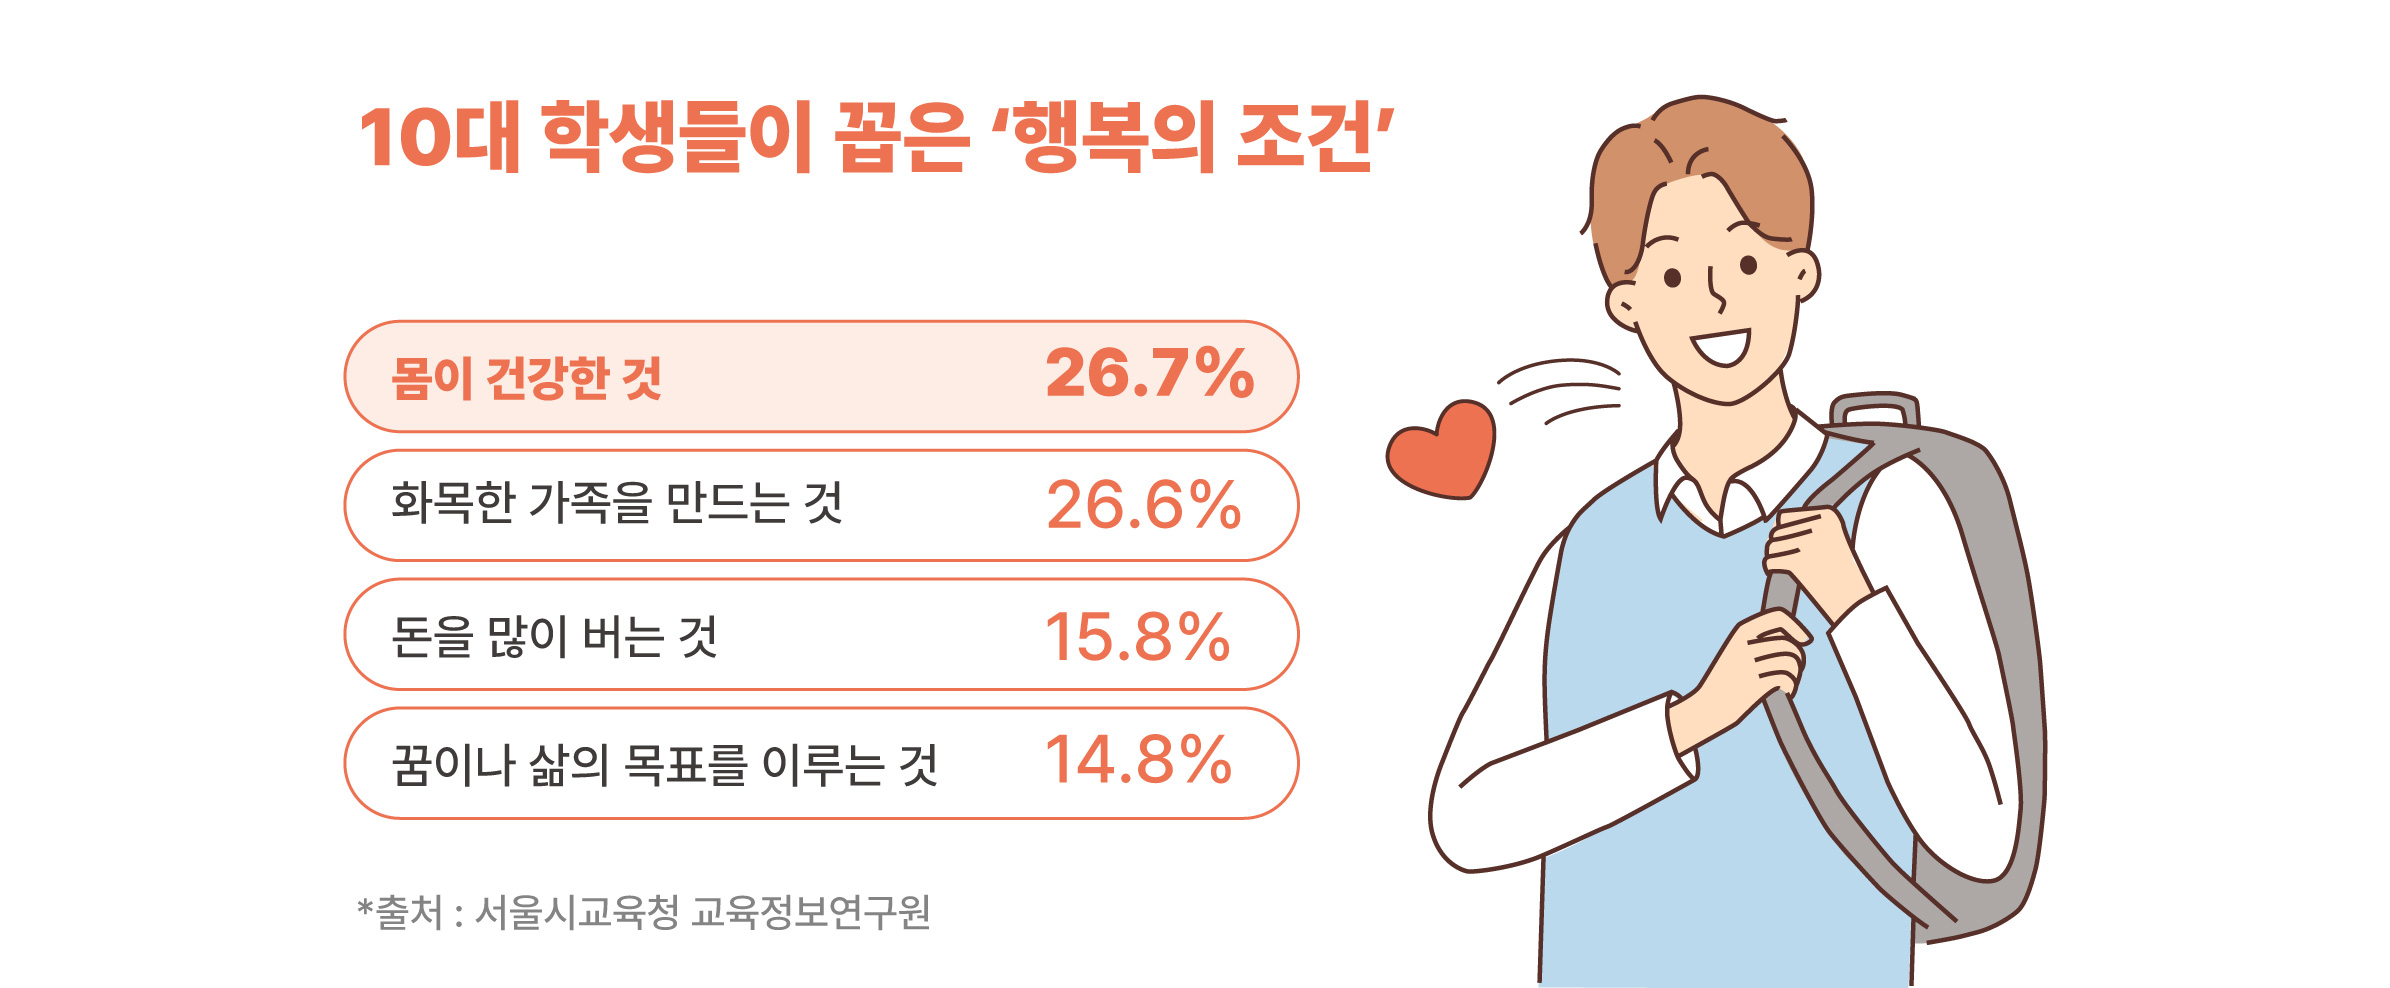 10대 학생들이 꼽은 ‘행복의 조건’
몸이 건강한 것 26.7%
화목한 가족을 만드는 것 26.6%
돈을 많이 버는 것 15.8%
꿈이나 삶의 목표를 이루는 것 14.8%
*출처 : 서울시교육청 교육정보연구원